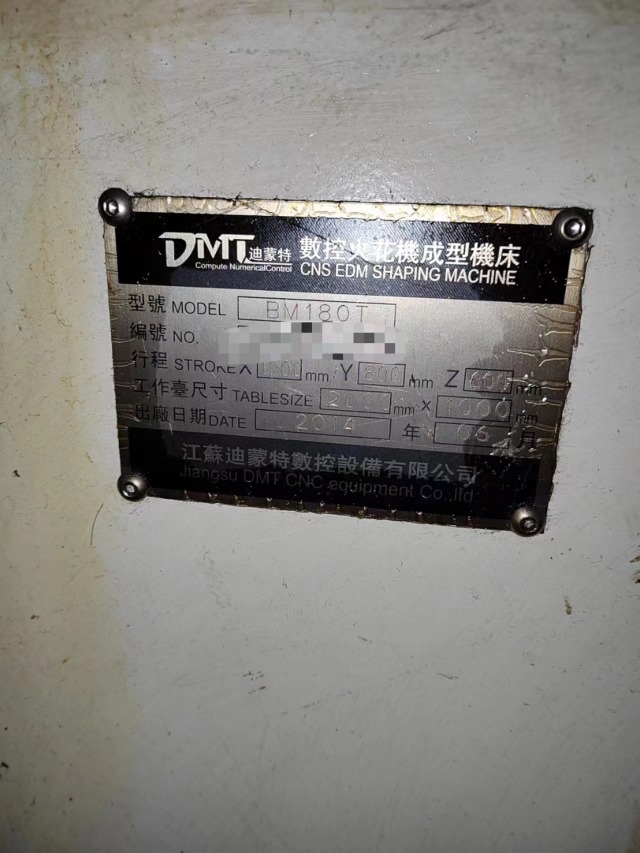 DMT 迪蒙特
Compute NumericalControl
數控火花機成型機床
CNS EDM SHAPING MACHINE
型號 MODEL BM180T
編號 NO.
行程 STROKE X mm Y 800 mm Z 600 mm
工作臺尺寸 TABLESIZE mm × 1000 mm
出廠日期 DATE 2014 年 06 月
江蘇迪蒙特數控設備有限公司
Jiangsu DMT CNC equipment Co.,ltd